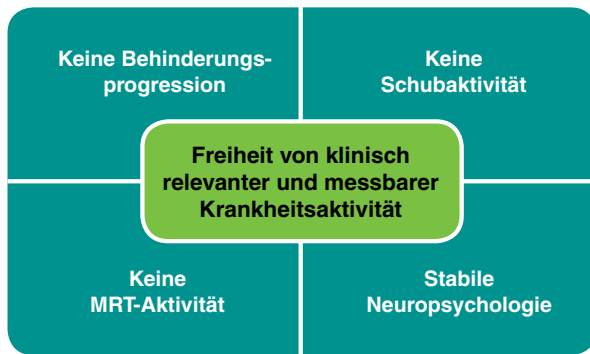 Keine Behinderungs-
progression
Keine
Schubaktivität
Freiheit von klinisch
relevanter und messbarer
Krankheitsaktivität
Keine
MRT-Aktivität
Stabile
Neuropsychologie